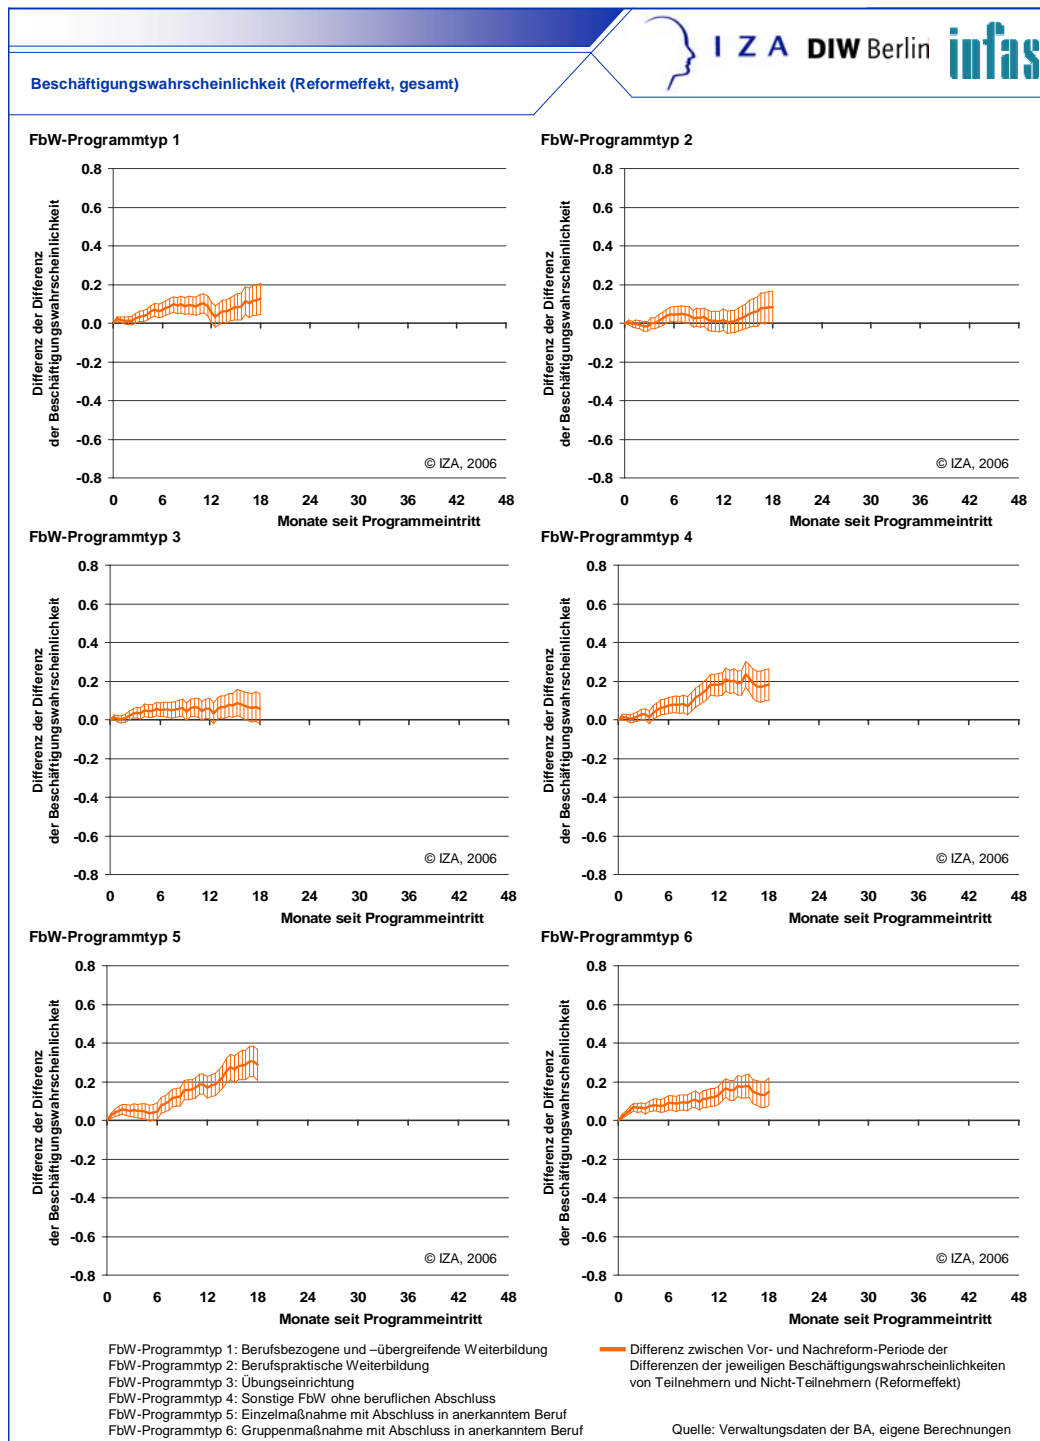 IZA DIW Berlin infas
Beschäftigungswahrscheinlichkeit (Reformeffekt, gesamt)
FbW-Programmtyp 1
Differenz der Differenz
der Beschäftigungswahrscheinlichkeit
0.8
0.6
0.4
0.2
0.0
-0.2
-0.4
-0.6
-0.8
© IZA, 2006
0 6 12 18 24 30 36 42 48
Monate seit Programmeintritt
FbW-Programmtyp 2
Differenz der Differenz
der Beschäftigungswahrscheinlichkeit
0.8
0.6
0.4
0.2
0.0
-0.2
-0.4
-0.6
-0.8
© IZA, 2006
0 6 12 18 24 30 36 42 48
Monate seit Programmeintritt
FbW-Programmtyp 3
Differenz der Differenz
der Beschäftigungswahrscheinlichkeit
0.8
0.6
0.4
0.2
0.0
-0.2
-0.4
-0.6
-0.8
© IZA, 2006
0 6 12 18 24 30 36 42 48
Monate seit Programmeintritt
FbW-Programmtyp 4
Differenz der Differenz
der Beschäftigungswahrscheinlichkeit
0.8
0.6
0.4
0.2
0.0
-0.2
-0.4
-0.6
-0.8
© IZA, 2006
0 6 12 18 24 30 36 42 48
Monate seit Programmeintritt
FbW-Programmtyp 5
Differenz der Differenz
der Beschäftigungswahrscheinlichkeit
0.8
0.6
0.4
0.2
0.0
-0.2
-0.4
-0.6
-0.8
© IZA, 2006
0 6 12 18 24 30 36 42 48
Monate seit Programmeintritt
FbW-Programmtyp 6
Differenz der Differenz
der Beschäftigungswahrscheinlichkeit
0.8
0.6
0.4
0.2
0.0
-0.2
-0.4
-0.6
-0.8
© IZA, 2006
0 6 12 18 24 30 36 42 48
Monate seit Programmeintritt
FbW-Programmtyp 1: Berufsbezogene und –übergreifende Weiterbildung
FbW-Programmtyp 2: Berufspraktische Weiterbildung
FbW-Programmtyp 3: Übungseinrichtung
FbW-Programmtyp 4: Sonstige FbW ohne beruflichen Abschluss
FbW-Programmtyp 5: Einzelmaßnahme mit Abschluss in anerkanntem Beruf
FbW-Programmtyp 6: Gruppenmaßnahme mit Abschluss in anerkanntem Beruf
Differenz zwischen Vor- und Nachreform-Periode der
Differenzen der jeweiligen Beschäftigungswahrscheinlichkeiten
von Teilnehmern und Nicht-Teilnehmern (Reformeffekt)
Quelle: Verwaltungsdaten der BA, eigene Berechnungen